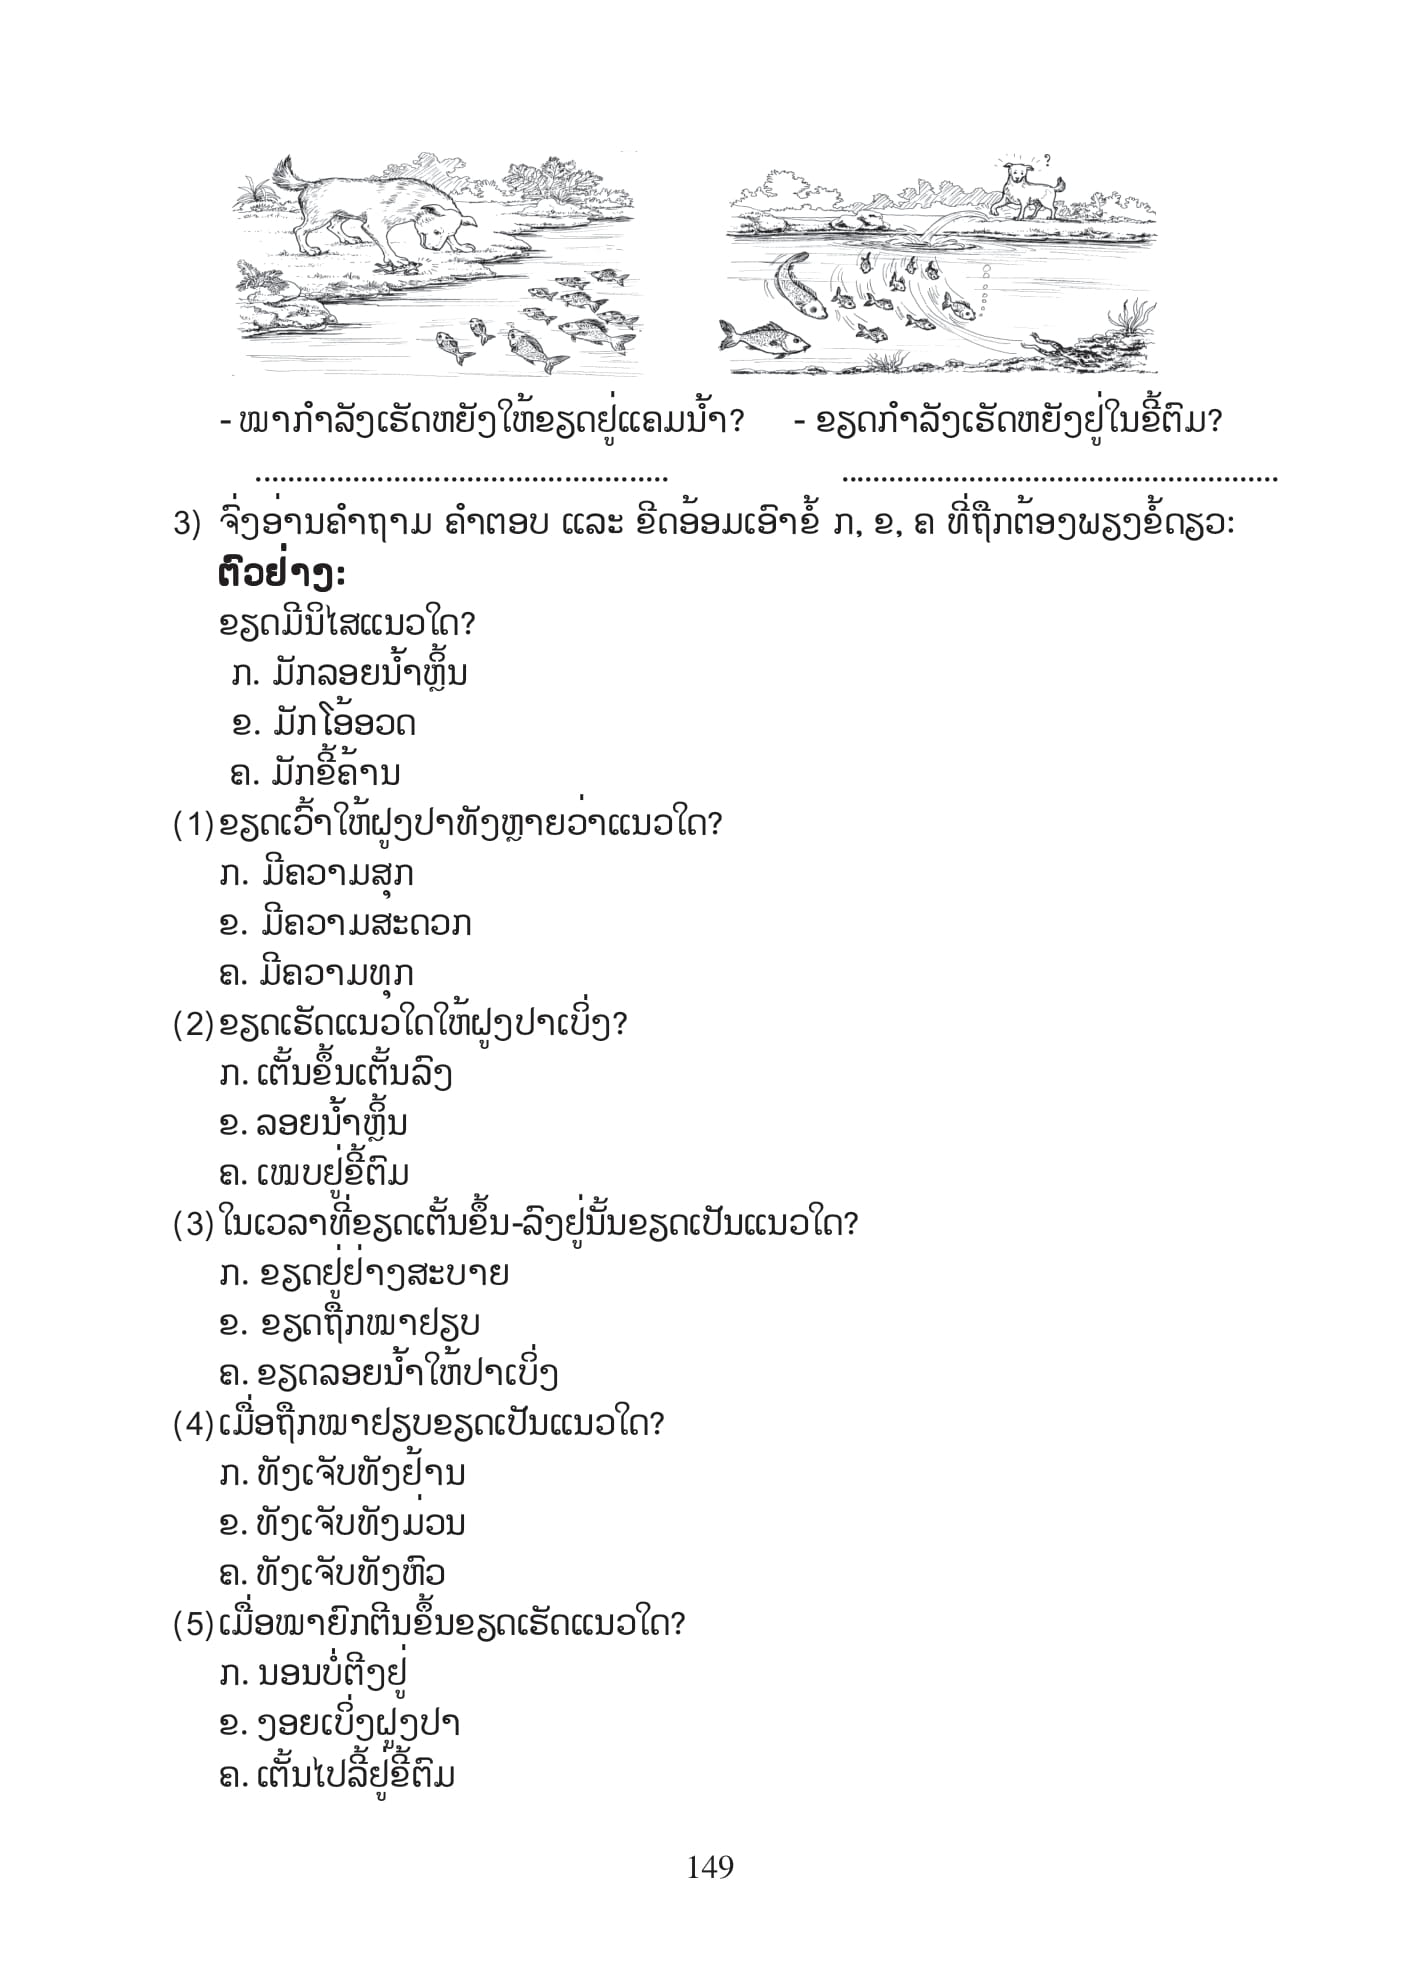 - ໝາກຳລັງເຮັດຫຍັງໃຫ້ຂຽດຢູ່ແຄມນ້ຳ? - ຂຽດກຳລັງເຮັດຫຍັງຢູ່ໃນຂີ້ຕົມ?
................................................... ......................................................
3) ຈົ່ງອ່ານຄຳຖາມ ຄຳຕອບ ແລະ ຂີດອ້ອມເອົາຂໍ້ ກ, ຂ, ຄ ທີ່ຖືກຕ້ອງພຽງຂໍ້ດຽວ:
ຕົວຢ່າງ:
ຂຽດມີນິໄສແນວໃດ?
ກ. ມັກລອຍນ້ຳຫຼິ້ນ
ຂ. ມັກໂອ້ອວດ
ຄ. ມັກຂີ້ຄ້ານ
(1) ຂຽດເວົ້າໃຫ້ຝູງປາທັງຫຼາຍວ່າແນວໃດ?
ກ. ມີຄວາມສຸກ
ຂ. ມີຄວາມສະດວກ
ຄ. ມີຄວາມທຸກ
(2) ຂຽດເຮັດແນວໃດໃຫ້ຝູງປາເບິ່ງ?
ກ. ເຕັ້ນຂຶ້ນເຕັ້ນລົງ
ຂ. ລອຍນ້ຳຫຼິ້ນ
ຄ. ເໝບຢູ່ຂີ້ຕົມ
(3) ໃນເວລາທີ່ຂຽດເຕັ້ນຂຶ້ນ-ລົງຢູ່ນັ້ນຂຽດເປັນແນວໃດ?
ກ. ຂຽດຢູ່ຢ່າງສະບາຍ
ຂ. ຂຽດຖືກໝາຢຽບ
ຄ. ຂຽດລອຍນ້ຳໃຫ້ປາເບິ່ງ
(4) ເມື່ອຖືກໝາຢຽບຂຽດເປັນແນວໃດ?
ກ. ທັງເຈັບທັງຢ້ານ
ຂ. ທັງເຈັບທັງມ່ວນ
ຄ. ທັງເຈັບທັງຫົວ
(5) ເມື່ອໝາຍົກຕີນຂຶ້ນຂຽດເຮັດແນວໃດ?
ກ. ນອນບໍ່ຕີງຢູ່
ຂ. ງອຍເບິ່ງຝູງປາ
ຄ. ເຕັ້ນໄປລີ້ຢູ່ຂີ້ຕົມ
149